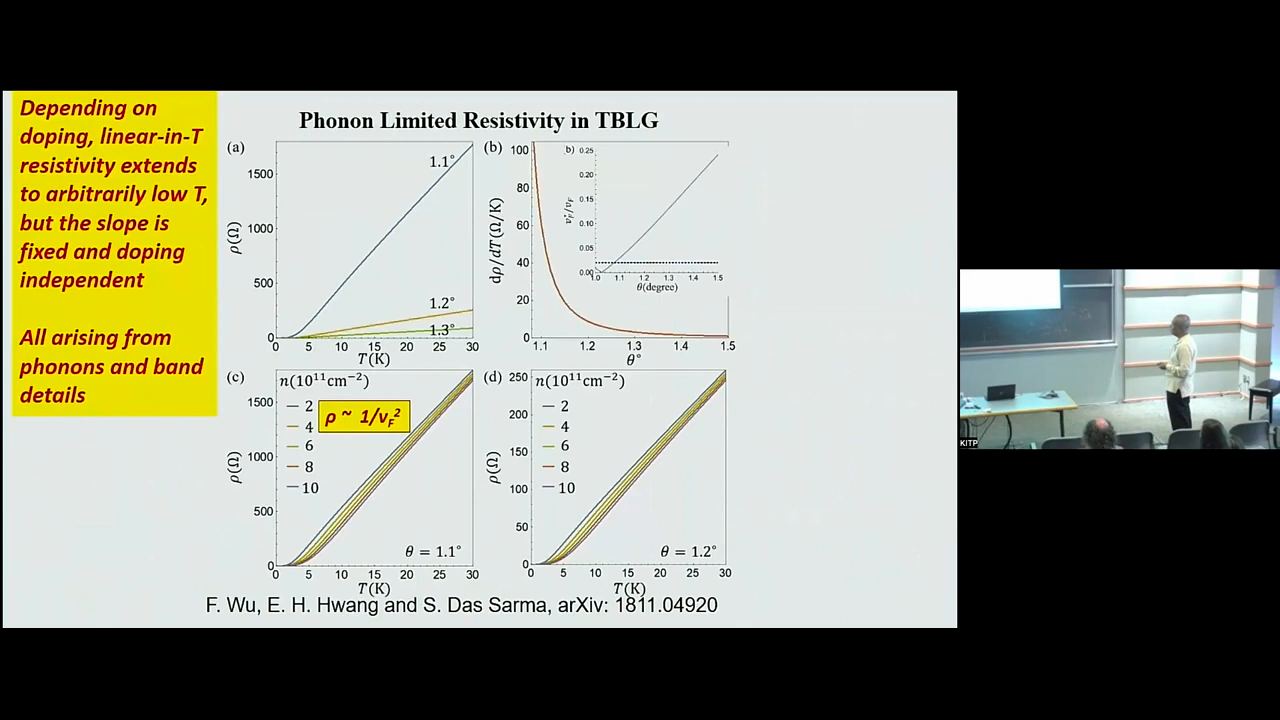 Depending on
doping, linear-in-T
resistivity extends
to arbitrarily low T,
but the slope is
fixed and doping
independent
All arising from
phonons and band
details
Phonon Limited Resistivity in TBLG
(a)
ρ(Ω)
1500
1000
500
0
1.1°
1.2°
1.3°
0 5 10 15 20 25 30
T(K)
(b)
dρ/dT(Ω/K)
100
80
60
40
20
0
1.1 1.2 1.3 1.4 1.5
θ°
b)
0.25
0.20
0.15
0.10
0.05
0.00
v*F/vF
1.0 1.1 1.2 1.3 1.4 1.5
θ(degree)
(c)
n(10¹¹cm⁻²)
2
4
6
8
10
ρ ~ 1/vF²
ρ(Ω)
1500
1000
500
0
θ = 1.1°
0 5 10 15 20 25 30
T(K)
(d)
n(10¹¹cm⁻²)
2
4
6
8
10
ρ(Ω)
250
200
150
100
50
0
θ = 1.2°
0 5 10 15 20 25 30
T(K)
F. Wu, E. H. Hwang and S. Das Sarma, arXiv: 1811.04920
KITP